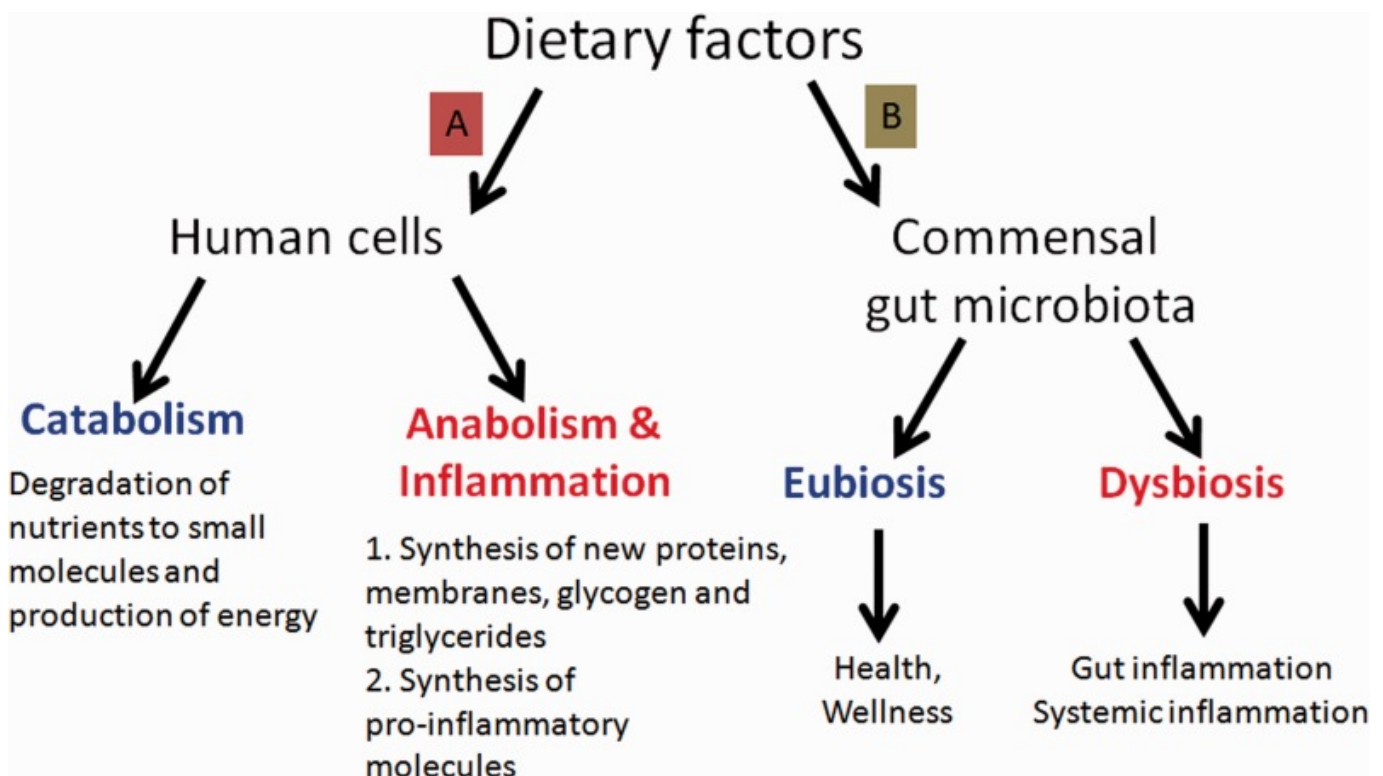 Dietary factors
A
B
Human cells
Commensal
gut microbiota
Catabolism
Degradation of
nutrients to small
molecules and
production of energy
Anabolism &
Inflammation
1. Synthesis of new proteins,
membranes, glycogen and
triglycerides
2. Synthesis of
pro-inflammatory
molecules
Eubiosis
Health,
Wellness
Dysbiosis
Gut inflammation
Systemic inflammation